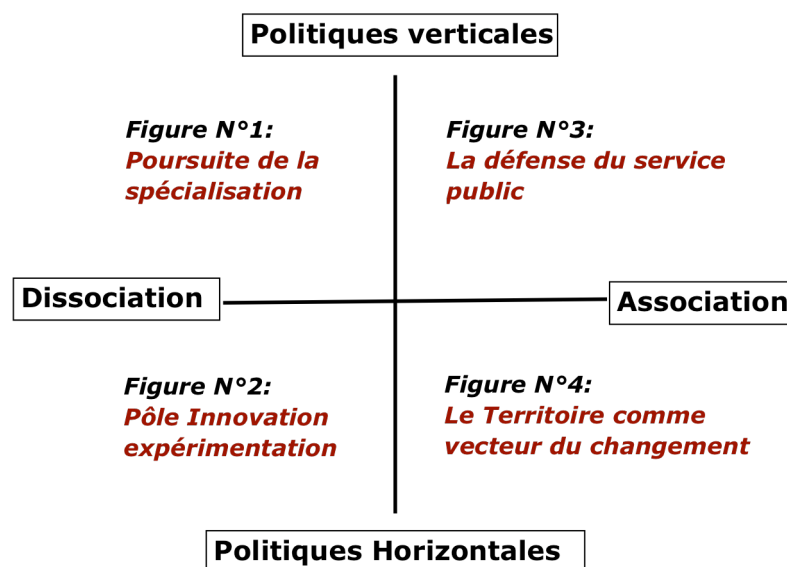 Politiques verticales
Figure N°1:
Poursuite de la
spécialisation
Figure N°3:
La défense du service
public
Dissociation
Association
Figure N°2:
Pôle Innovation
expérimentation
Figure N°4:
Le Territoire comme
vecteur du changement
Politiques Horizontales